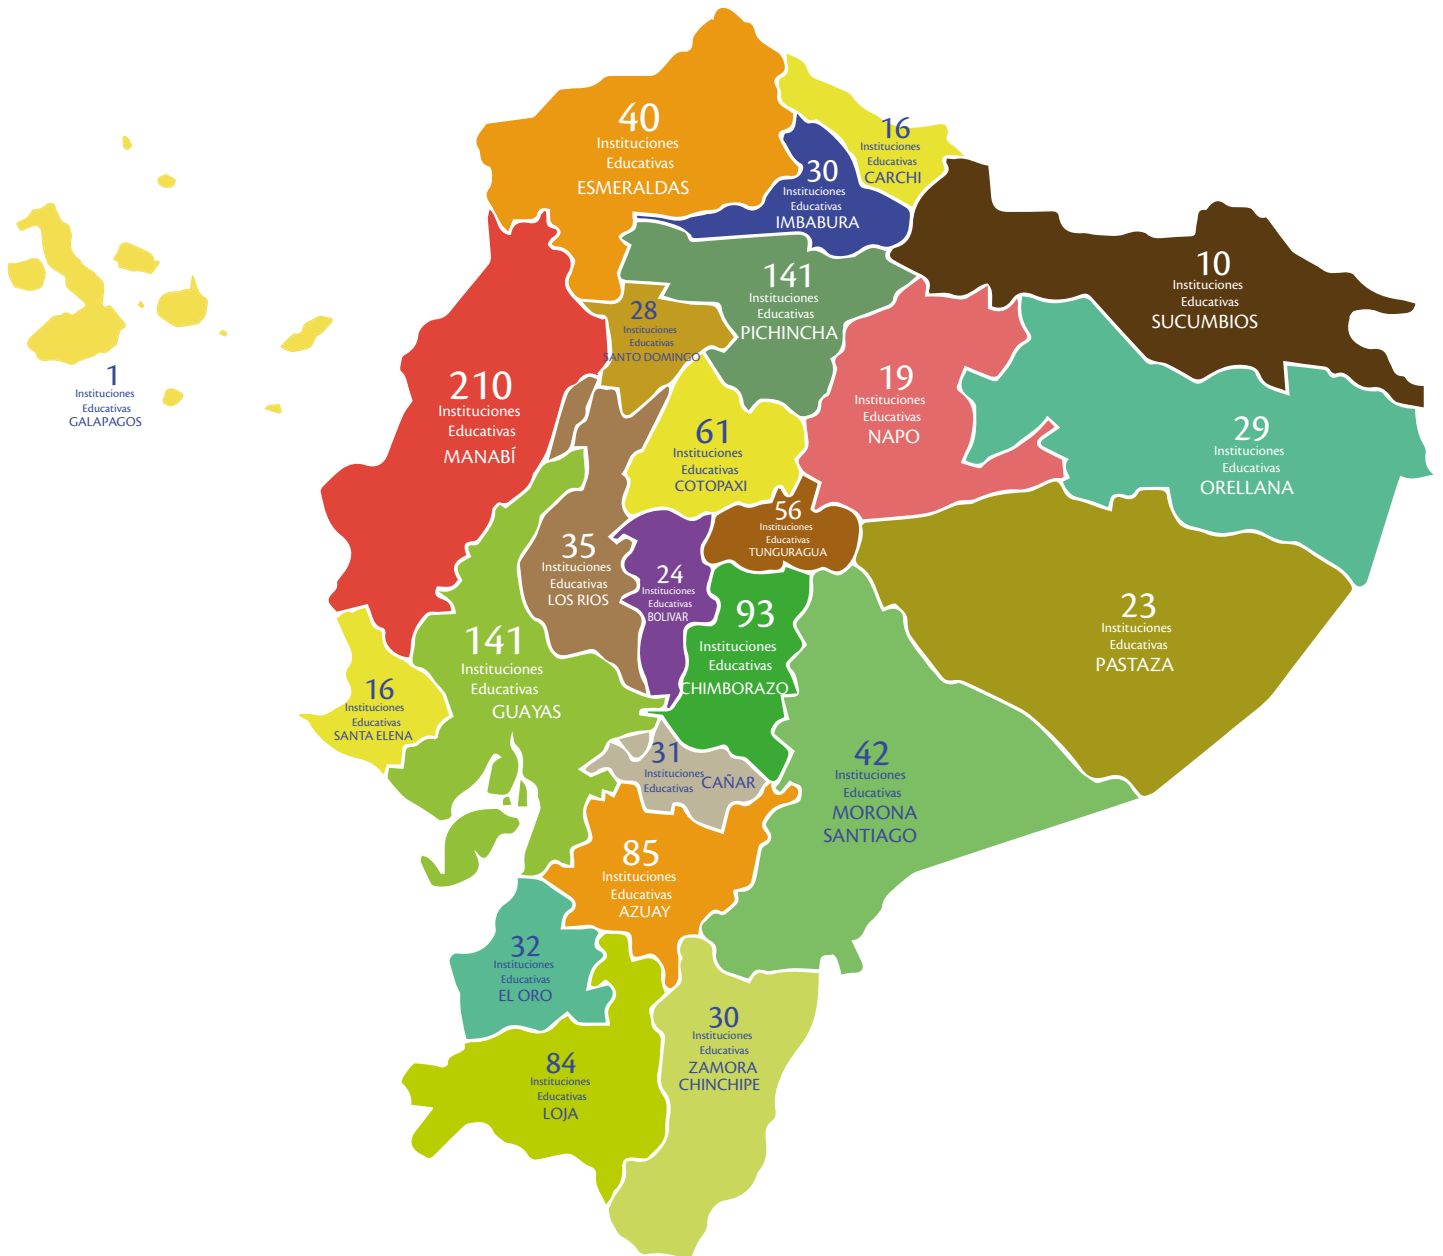 40
Instituciones
Educativas
ESMERALDAS
16
Instituciones
Educativas
CARCHI
30
Instituciones
Educativas
IMBABURA
10
Instituciones
Educativas
SUCUMBIOS
141
Instituciones
Educativas
PICHINCHA
28
Instituciones
Educativas
SANTO DOMINGO
1
Instituciones
Educativas
GALAPAGOS
210
Instituciones
Educativas
MANABÍ
19
Instituciones
Educativas
NAPO
61
Instituciones
Educativas
COTOPAXI
29
Instituciones
Educativas
ORELLANA
56
Instituciones
Educativas
TUNGURAGUA
35
Instituciones
Educativas
LOS RIOS
24
Instituciones
Educativas
BOLIVAR
93
Instituciones
Educativas
CHIMBORAZO
23
Instituciones
Educativas
PASTAZA
141
Instituciones
Educativas
GUAYAS
16
Instituciones
Educativas
SANTA ELENA
31
Instituciones
Educativas
CAÑAR
42
Instituciones
Educativas
MORONA
SANTIAGO
85
Instituciones
Educativas
AZUAY
32
Instituciones
Educativas
EL ORO
30
Instituciones
Educativas
ZAMORA
CHINCHIPE
84
Instituciones
Educativas
LOJA